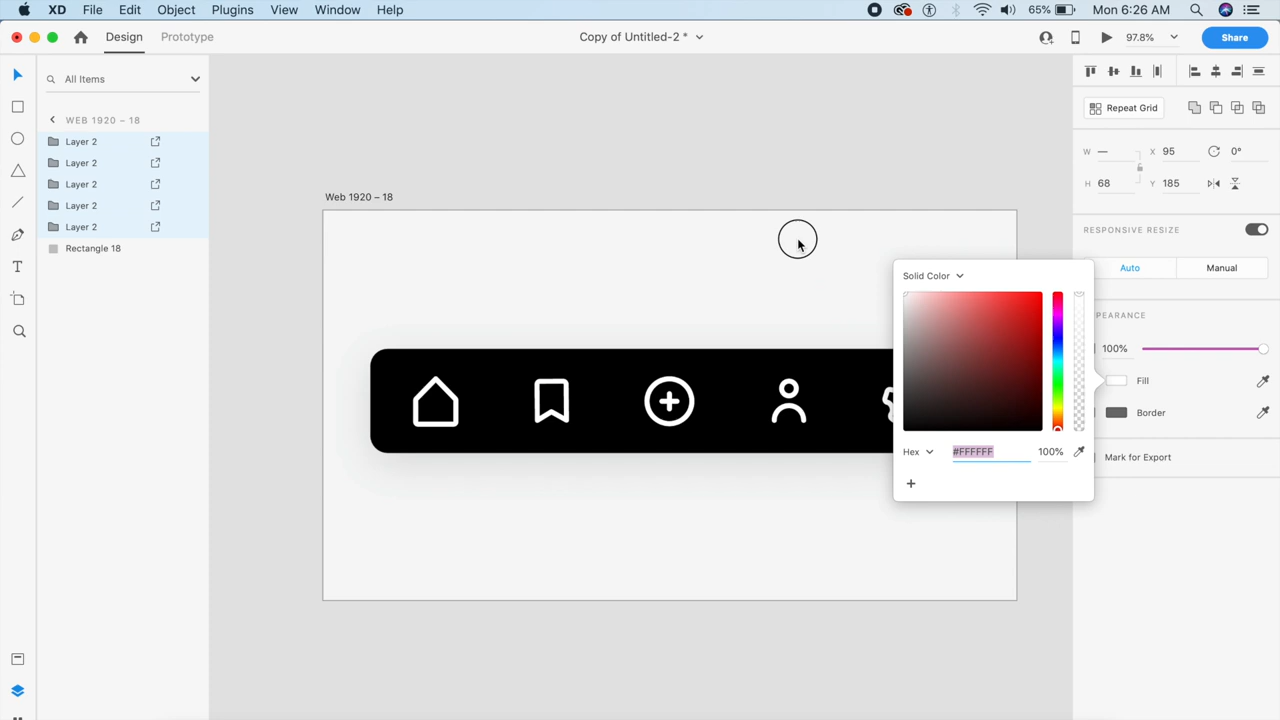 XD File Edit Object Plugins View Window Help 65% Mon 6:26 AM
Design Prototype Copy of Untitled-2 * 97.8% Share
All Items
WEB 1920 – 18
Layer 2
Layer 2
Layer 2
Layer 2
Layer 2
Rectangle 18
Web 1920 – 18
Repeat Grid
W — X 95 0°
H 68 Y 185
RESPONSIVE RESIZE
Auto Manual
PEARANCE
100%
Fill
Border
Mark for Export
Solid Color
Hex #FFFFFF 100%
+